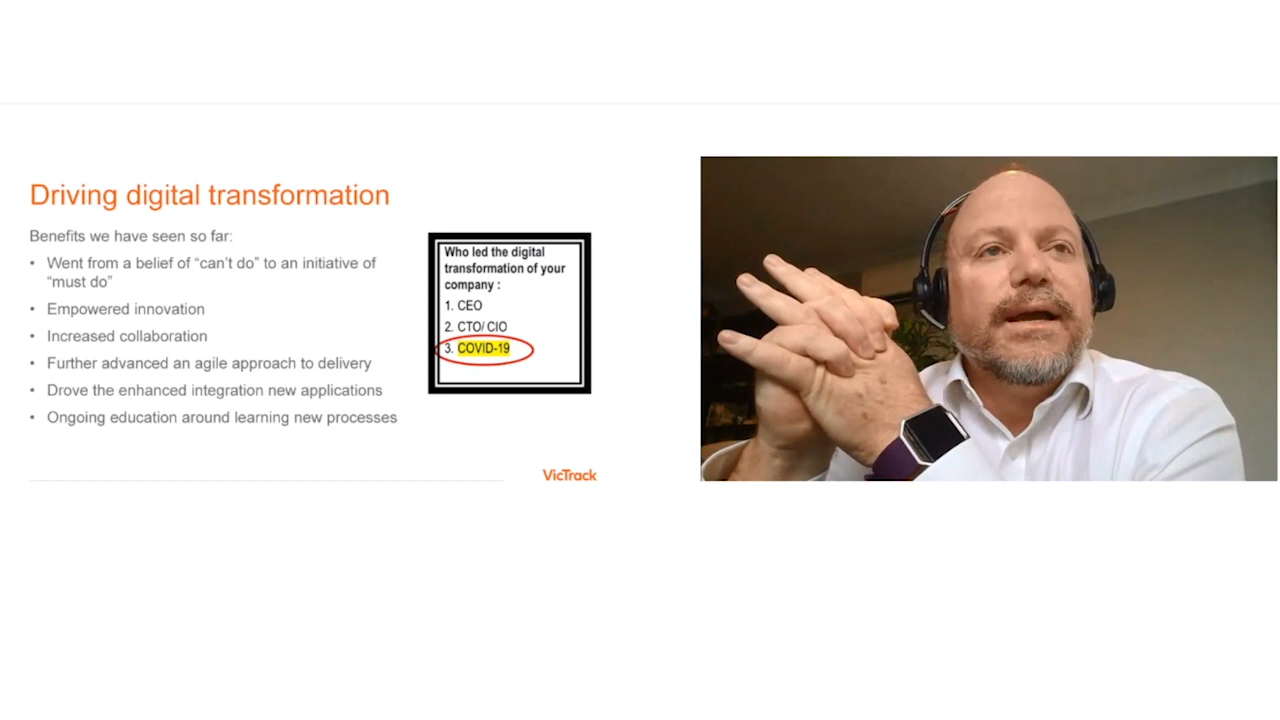 Driving digital transformation
Benefits we have seen so far:
• Went from a belief of “can’t do” to an initiative of
“must do”
• Empowered innovation
• Increased collaboration
• Further advanced an agile approach to delivery
• Drove the enhanced integration new applications
• Ongoing education around learning new processes
Who led the digital
transformation of your
company :
1. CEO
2. CTO/ CIO
3. COVID-19
VicTrack